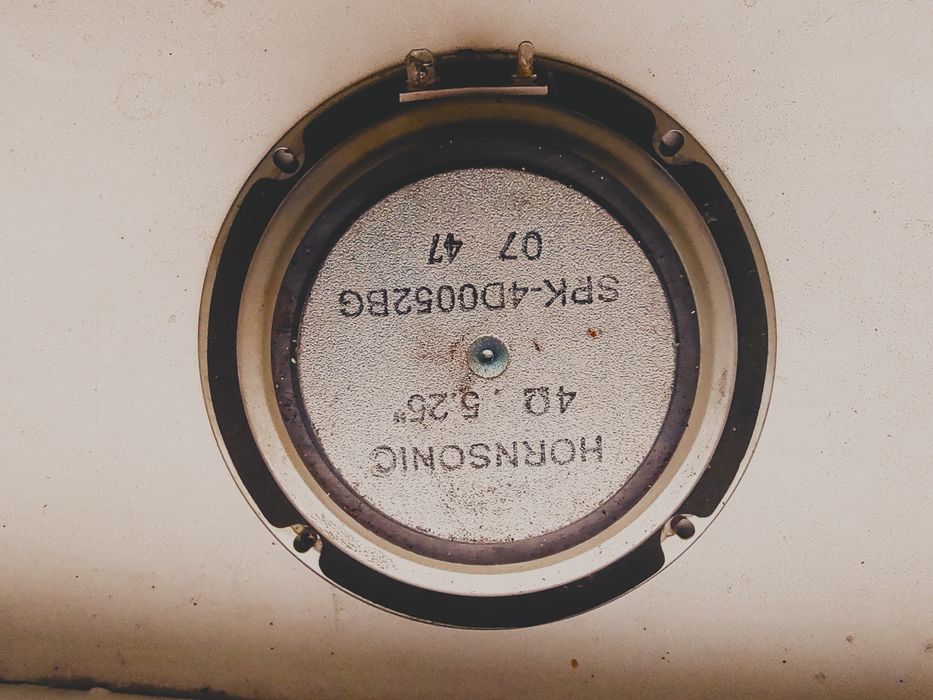 HORNSONIC
4Ω 5.25"
SPK-4D0052BG
07 47